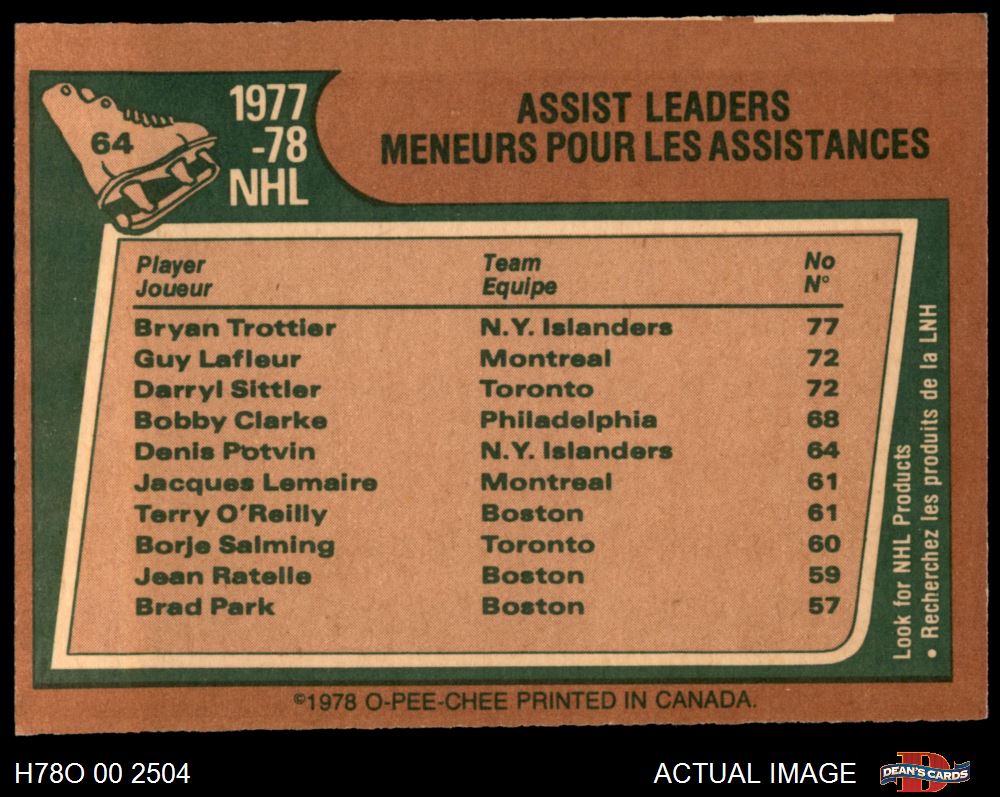 64
1977
-78
NHL
ASSIST LEADERS
MENEURS POUR LES ASSISTANCES
Player Team No
Joueur Equipe N°
Bryan Trottier N.Y. Islanders 77
Guy Lafleur Montreal 72
Darryl Sittler Toronto 72
Bobby Clarke Philadelphia 68
Denis Potvin N.Y. Islanders 64
Jacques Lemaire Montreal 61
Terry O'Reilly Boston 61
Borje Salming Toronto 60
Jean Ratelle Boston 59
Brad Park Boston 57
Look for NHL Products
• Recherchez les produits de la LNH
©1978 O-PEE-CHEE PRINTED IN CANADA.
H78O 00 2504
ACTUAL IMAGE
D
DEAN'S CARDS